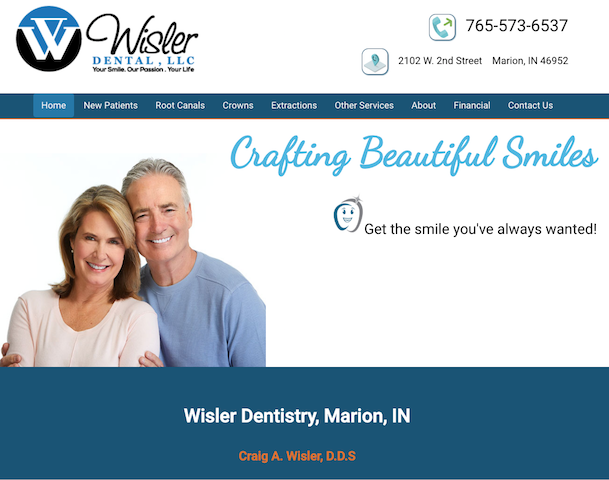 W
Wisler
DENTAL, LLC
Your Smile. Our Passion. Your Life
765-573-6537
2102 W. 2nd Street Marion, IN 46952
Home New Patients Root Canals Crowns Extractions Other Services About Financial Contact Us
Crafting Beautiful Smiles
Get the smile you've always wanted!
Wisler Dentistry, Marion, IN
Craig A. Wisler, D.D.S